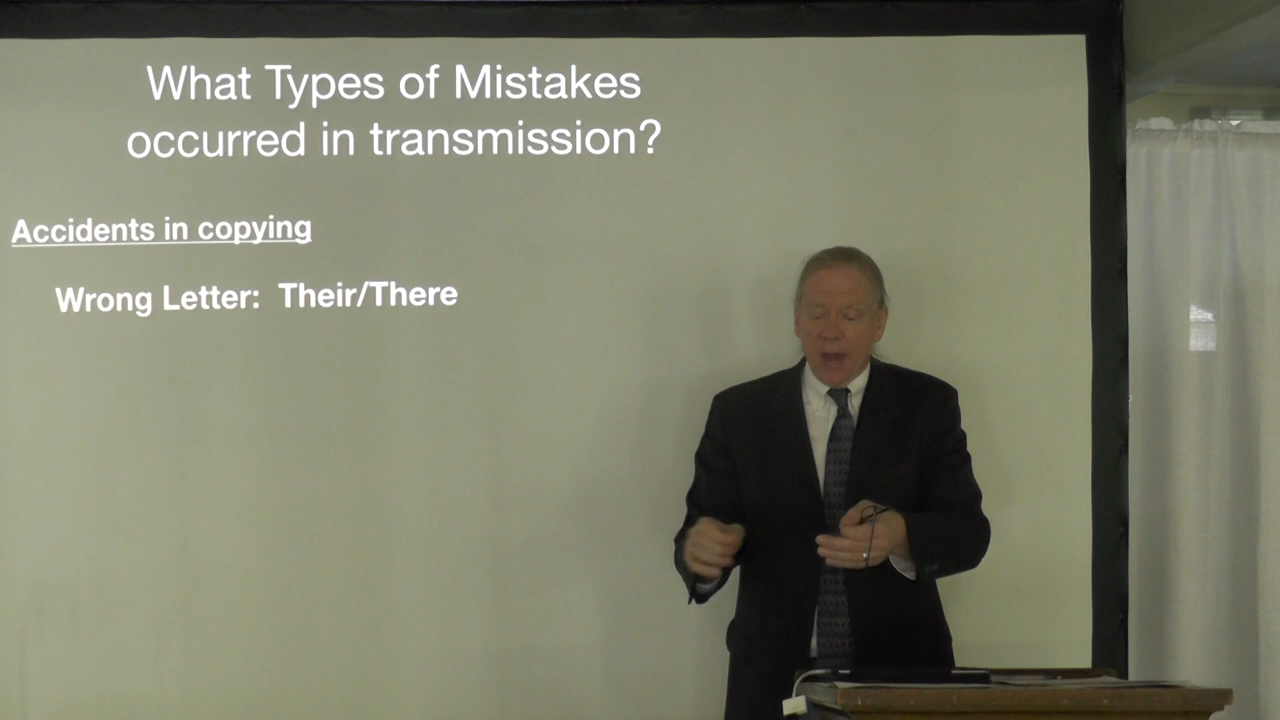 What Types of Mistakes
occurred in transmission?
Accidents in copying
Wrong Letter: Their/There